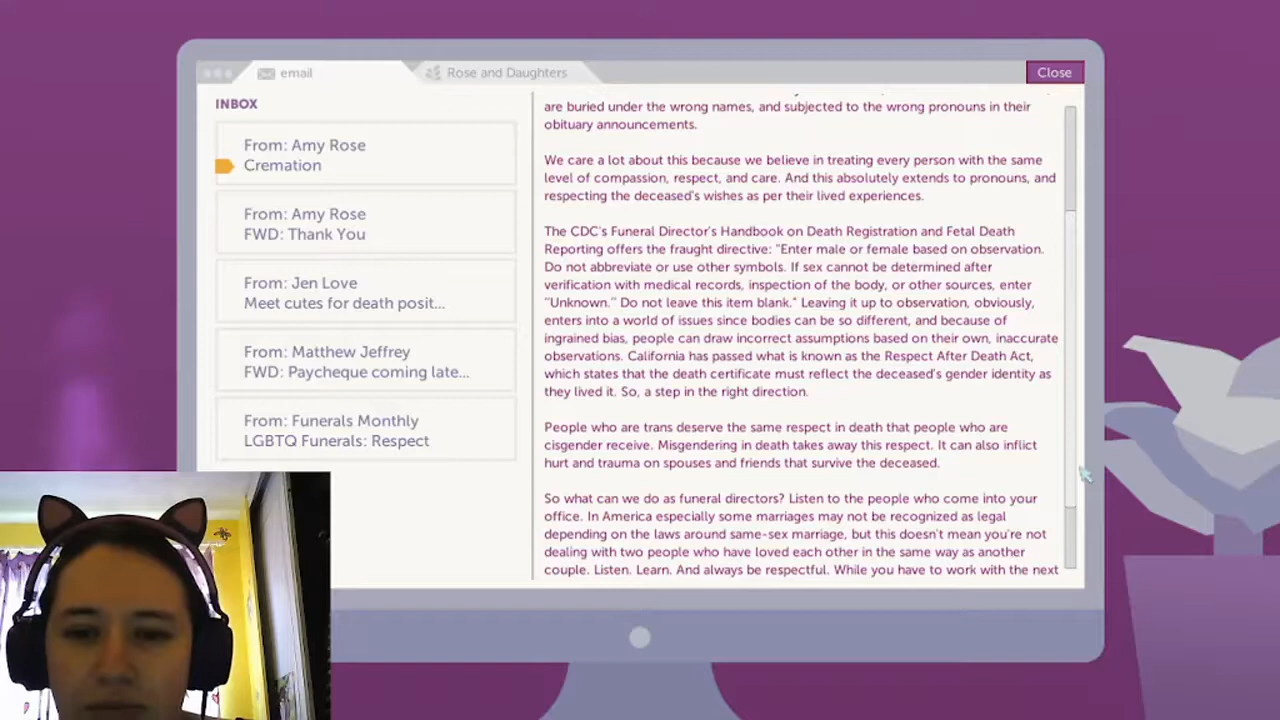 email
Rose and Daughters
Close
INBOX
From: Amy Rose
Cremation
From: Amy Rose
FWD: Thank You
From: Jen Love
Meet cutes for death posit...
From: Matthew Jeffrey
FWD: Paycheque coming late...
From: Funerals Monthly
LGBTQ Funerals: Respect
are buried under the wrong names, and subjected to the wrong pronouns in their
obituary announcements.
We care a lot about this because we believe in treating every person with the same
level of compassion, respect, and care. And this absolutely extends to pronouns, and
respecting the deceased's wishes as per their lived experiences.
The CDC's Funeral Director's Handbook on Death Registration and Fetal Death
Reporting offers the fraught directive: "Enter male or female based on observation.
Do not abbreviate or use other symbols. If sex cannot be determined after
verification with medical records, inspection of the body, or other sources, enter
''Unknown.'' Do not leave this item blank." Leaving it up to observation, obviously,
enters into a world of issues since bodies can be so different, and because of
ingrained bias, people can draw incorrect assumptions based on their own, inaccurate
observations. California has passed what is known as the Respect After Death Act,
which states that the death certificate must reflect the deceased's gender identity as
they lived it. So, a step in the right direction.
People who are trans deserve the same respect in death that people who are
cisgender receive. Misgendering in death takes away this respect. It can also inflict
hurt and trauma on spouses and friends that survive the deceased.
So what can we do as funeral directors? Listen to the people who come into your
office. In America especially some marriages may not be recognized as legal
depending on the laws around same-sex marriage, but this doesn't mean you're not
dealing with two people who have loved each other in the same way as another
couple. Listen. Learn. And always be respectful. While you have to work with the next